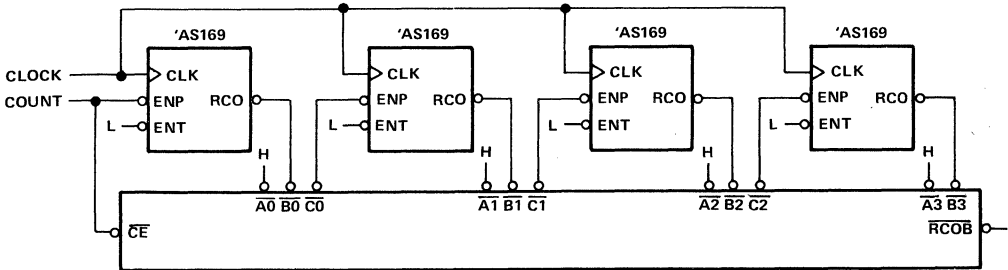 'AS169 'AS169 'AS169 'AS169
CLOCK CLK CLK CLK CLK
COUNT ENP RCO ENP RCO ENP RCO ENP RCO
L ENT L ENT L ENT L ENT
H H H H
A0 B0 C0 A1 B1 C1 A2 B2 C2 A3 B3
CE RCOB